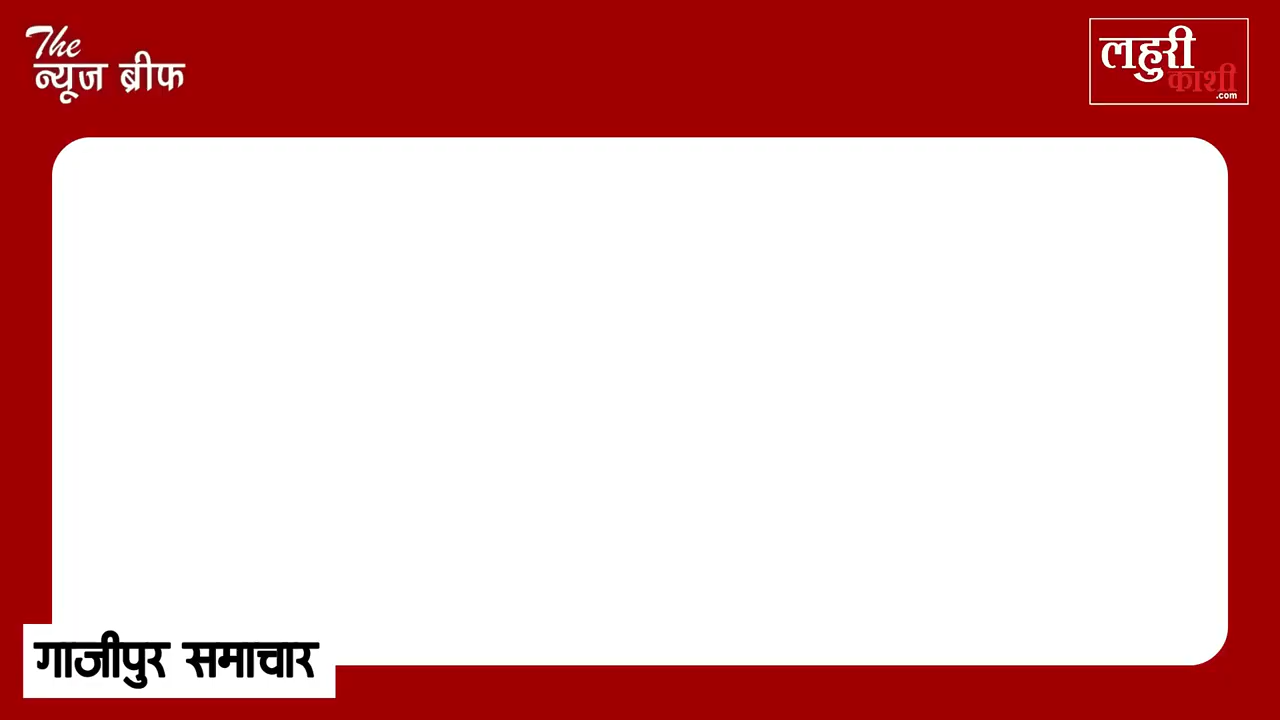 The
न्यूज ब्रीफ
लहुरी
काशी
.com
गाजीपुर समाचार